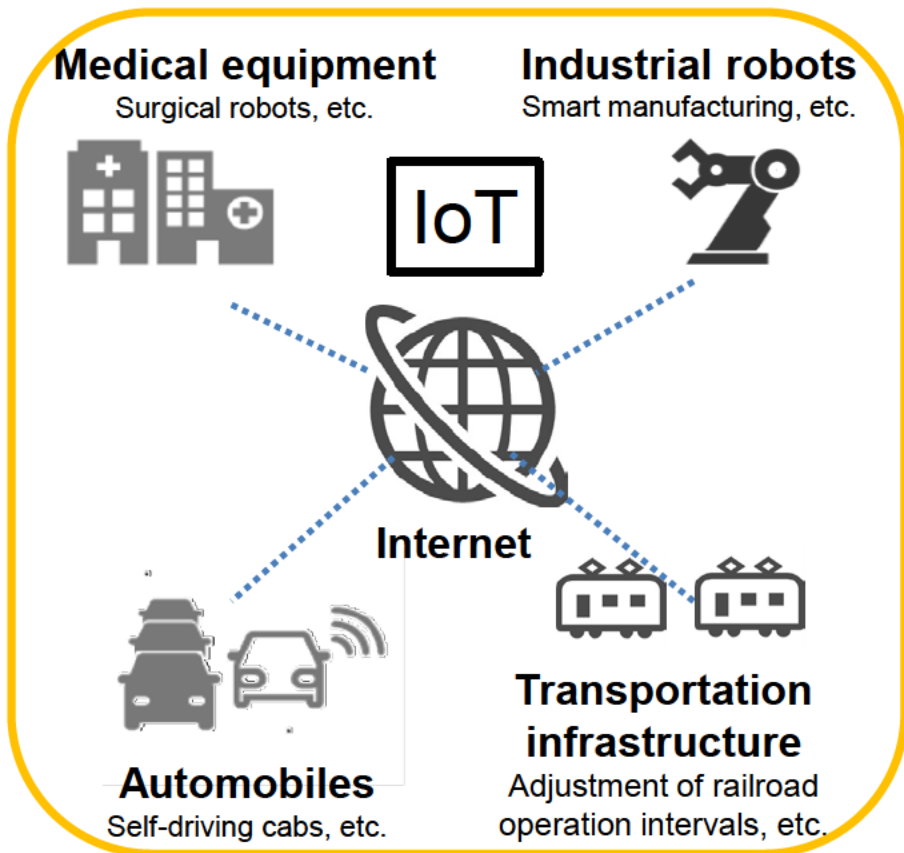 Medical equipment
Surgical robots, etc.
Industrial robots
Smart manufacturing, etc.
IoT
Internet
Automobiles
Self-driving cabs, etc.
Transportation
infrastructure
Adjustment of railroad
operation intervals, etc.